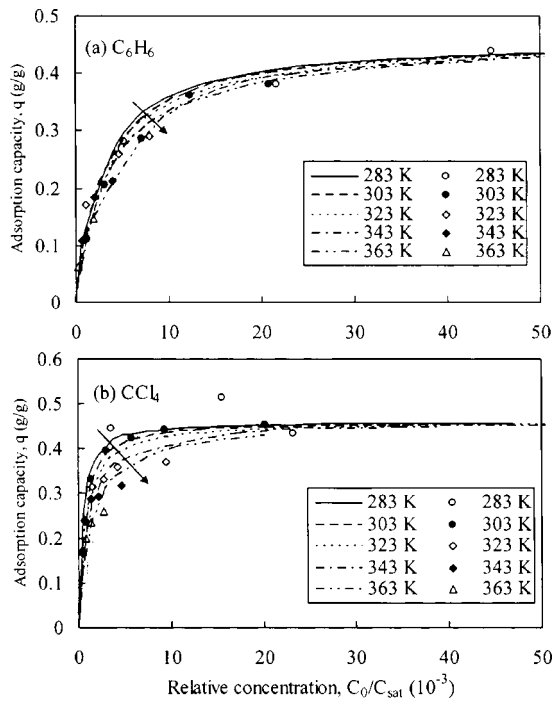 (a) C₆H₆
Adsorption capacity, q (g/g)
0.5
0.4
0.3
0.2
0.1
0
283 K 283 K
303 K 303 K
323 K 323 K
343 K 343 K
363 K 363 K
0 10 20 30 40 50
(b) CCl₄
Adsorption capacity, q (g/g)
0.6
0.5
0.4
0.3
0.2
0.1
0
283 K 283 K
303 K 303 K
323 K 323 K
343 K 343 K
363 K 363 K
0 10 20 30 40 50
Relative concentration, C₀/Cₛₐₜ (10⁻³)